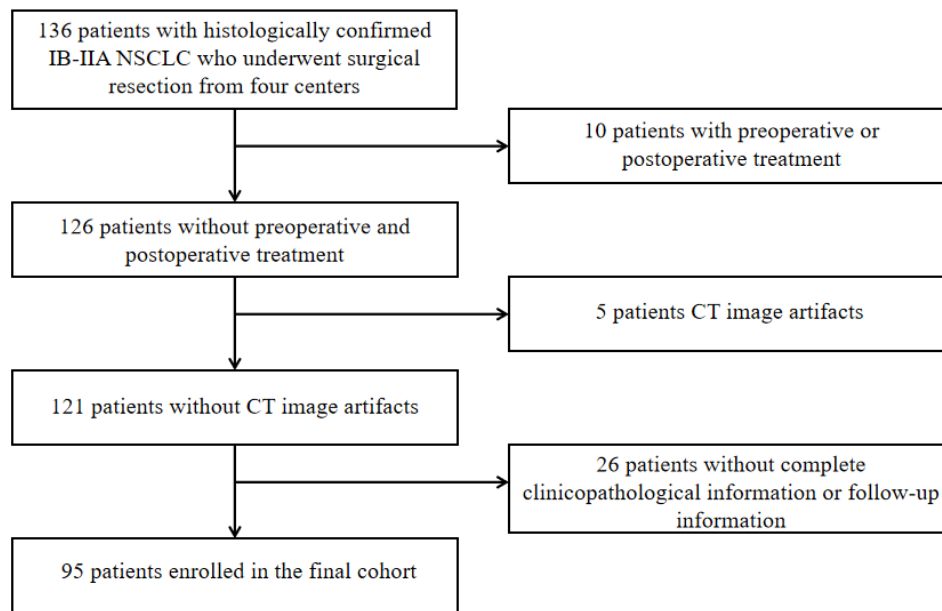 136 patients with histologically confirmed
IB-IIA NSCLC who underwent surgical
resection from four centers
10 patients with preoperative or
postoperative treatment
126 patients without preoperative and
postoperative treatment
5 patients CT image artifacts
121 patients without CT image artifacts
26 patients without complete
clinicopathological information or follow-up
information
95 patients enrolled in the final cohort